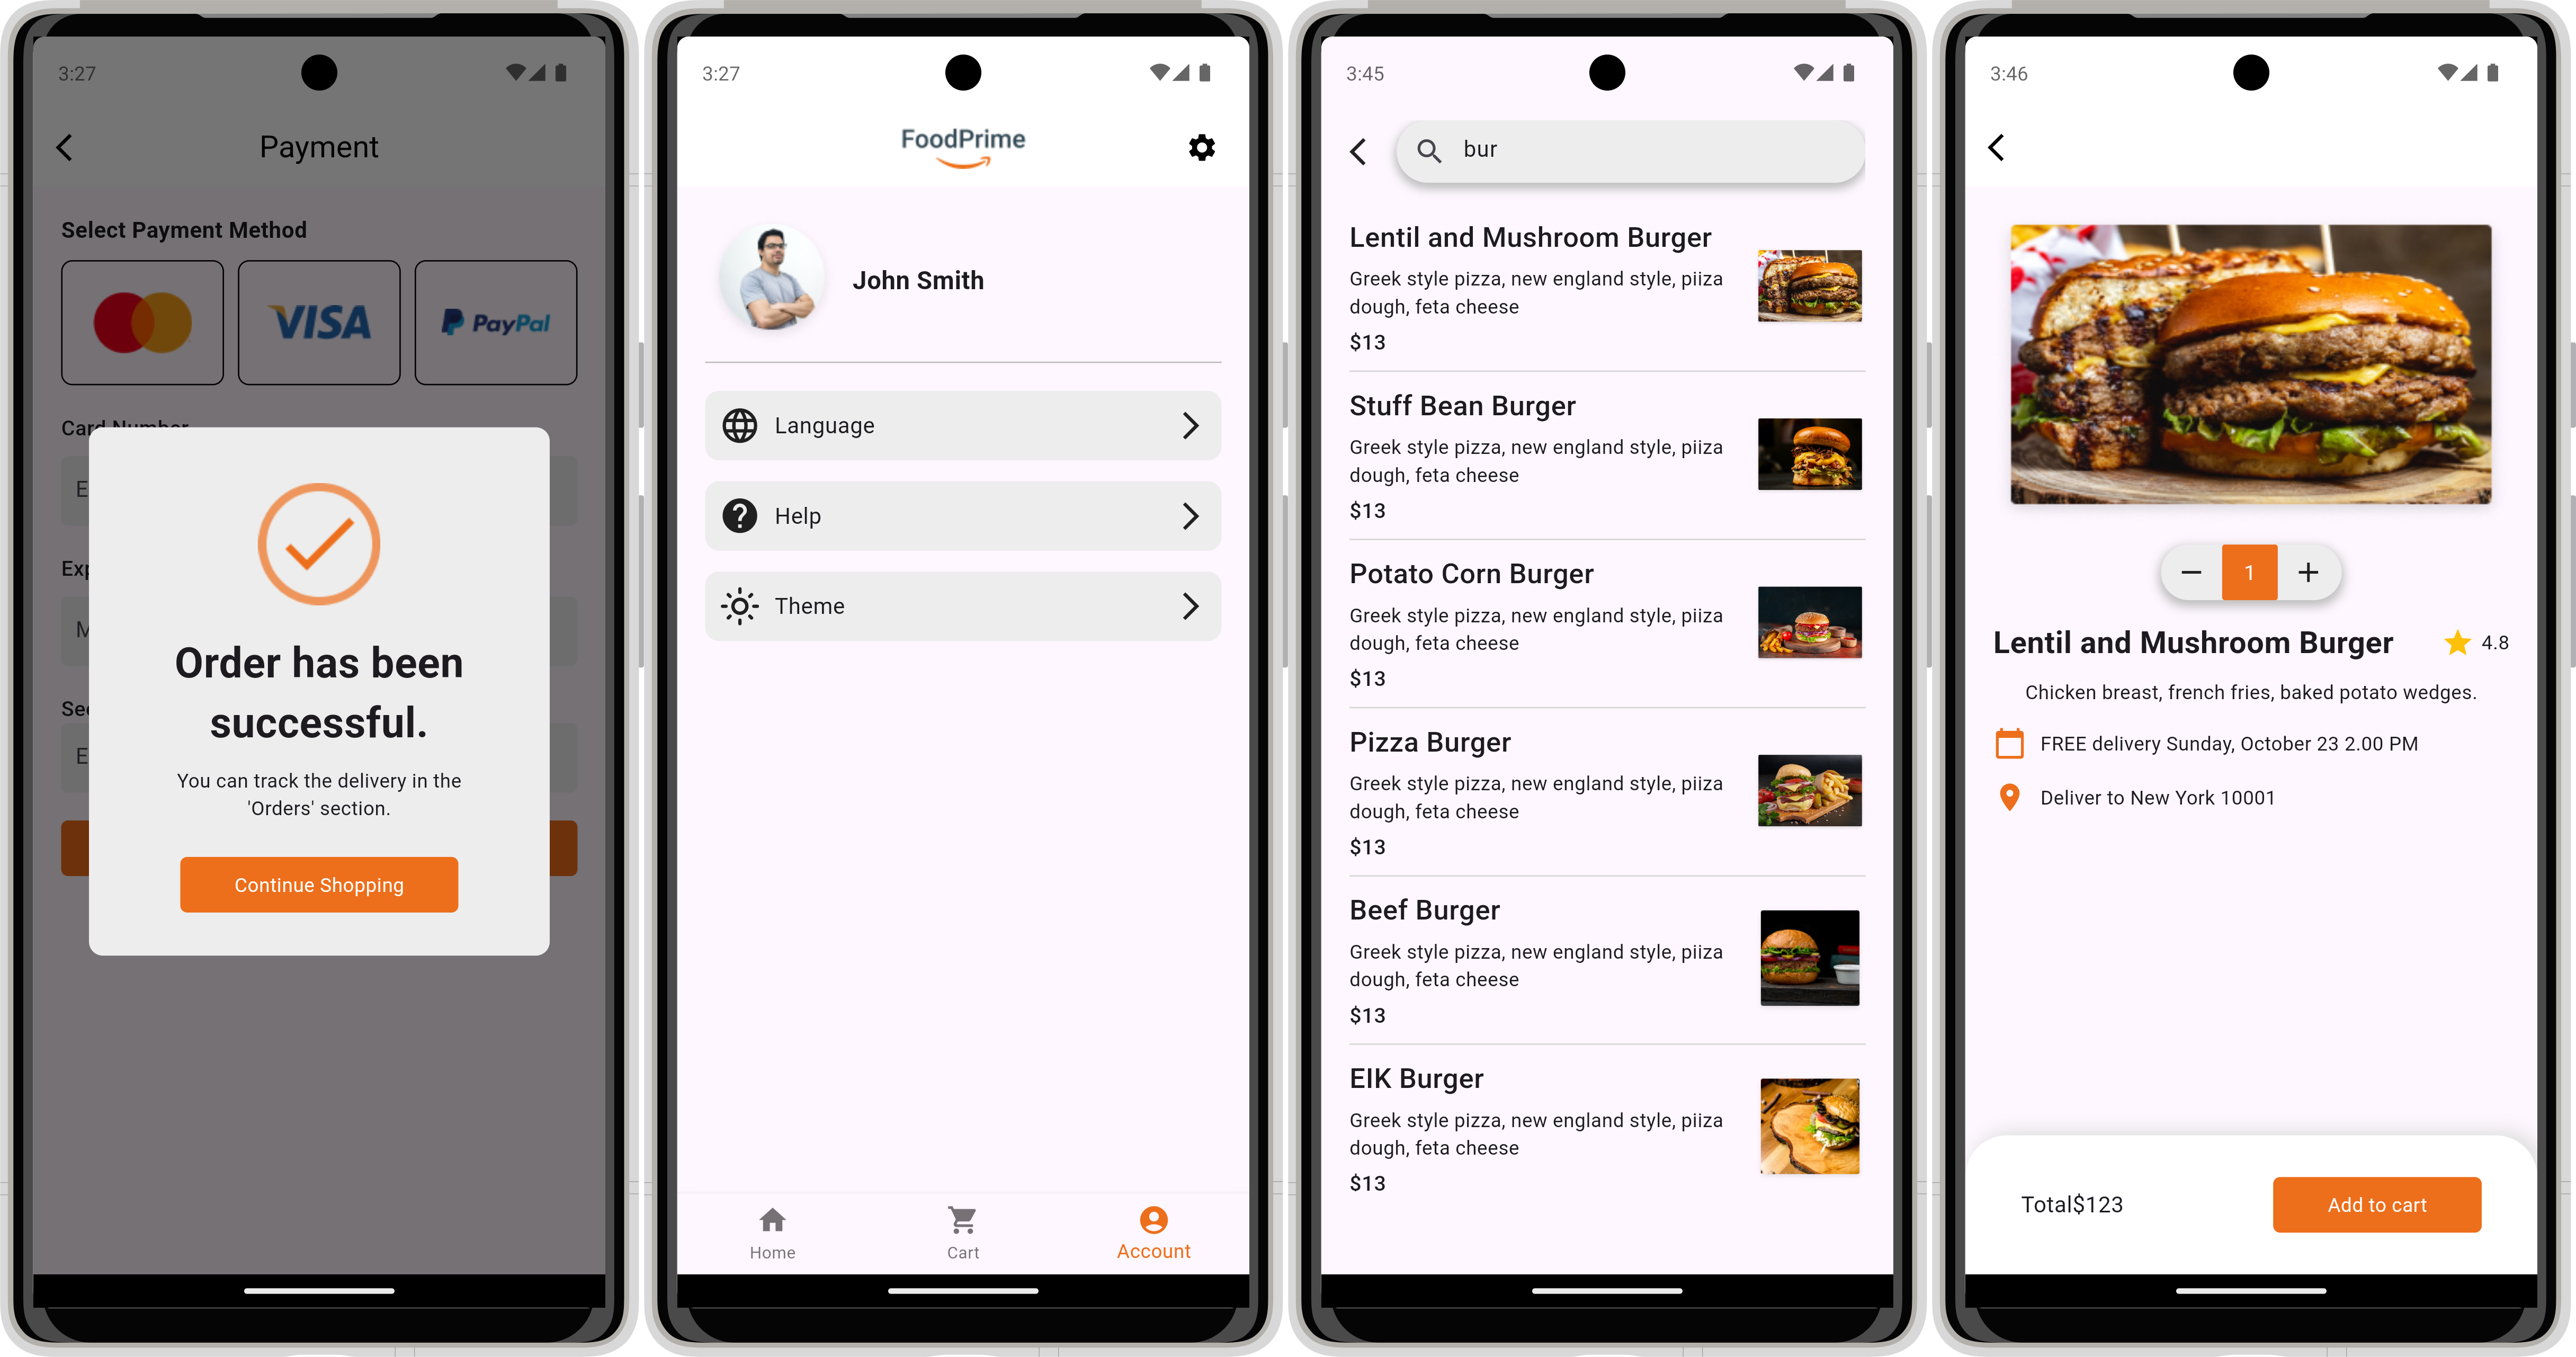 3:27
Payment
Select Payment Method
VISA
PayPal
Card Number
E
Exp
M
Sec
E
Order has been
successful.
You can track the delivery in the
'Orders' section.
Continue Shopping
3:27
FoodPrime
John Smith
Language
Help
Theme
Home
Cart
Account
3:45
bur
Lentil and Mushroom Burger
Greek style pizza, new england style, piiza
dough, feta cheese
$13
Stuff Bean Burger
Greek style pizza, new england style, piiza
dough, feta cheese
$13
Potato Corn Burger
Greek style pizza, new england style, piiza
dough, feta cheese
$13
Pizza Burger
Greek style pizza, new england style, piiza
dough, feta cheese
$13
Beef Burger
Greek style pizza, new england style, piiza
dough, feta cheese
$13
EIK Burger
Greek style pizza, new england style, piiza
dough, feta cheese
$13
3:46
1
Lentil and Mushroom Burger
4.8
Chicken breast, french fries, baked potato wedges.
FREE delivery Sunday, October 23 2.00 PM
Deliver to New York 10001
Total$123
Add to cart